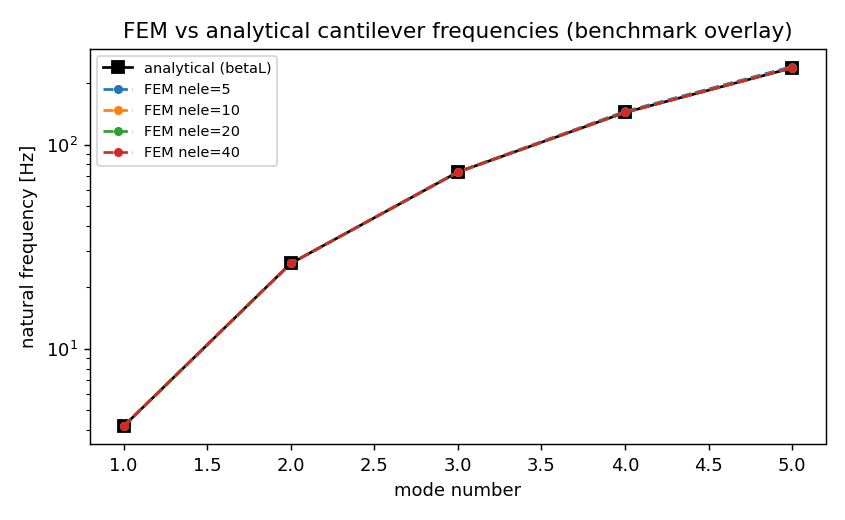 FEM vs analytical cantilever frequencies (benchmark overlay)
analytical (betaL)
FEM nele=5
FEM nele=10
FEM nele=20
FEM nele=40
natural frequency [Hz]
10²
10¹
1.0 1.5 2.0 2.5 3.0 3.5 4.0 4.5 5.0
mode number